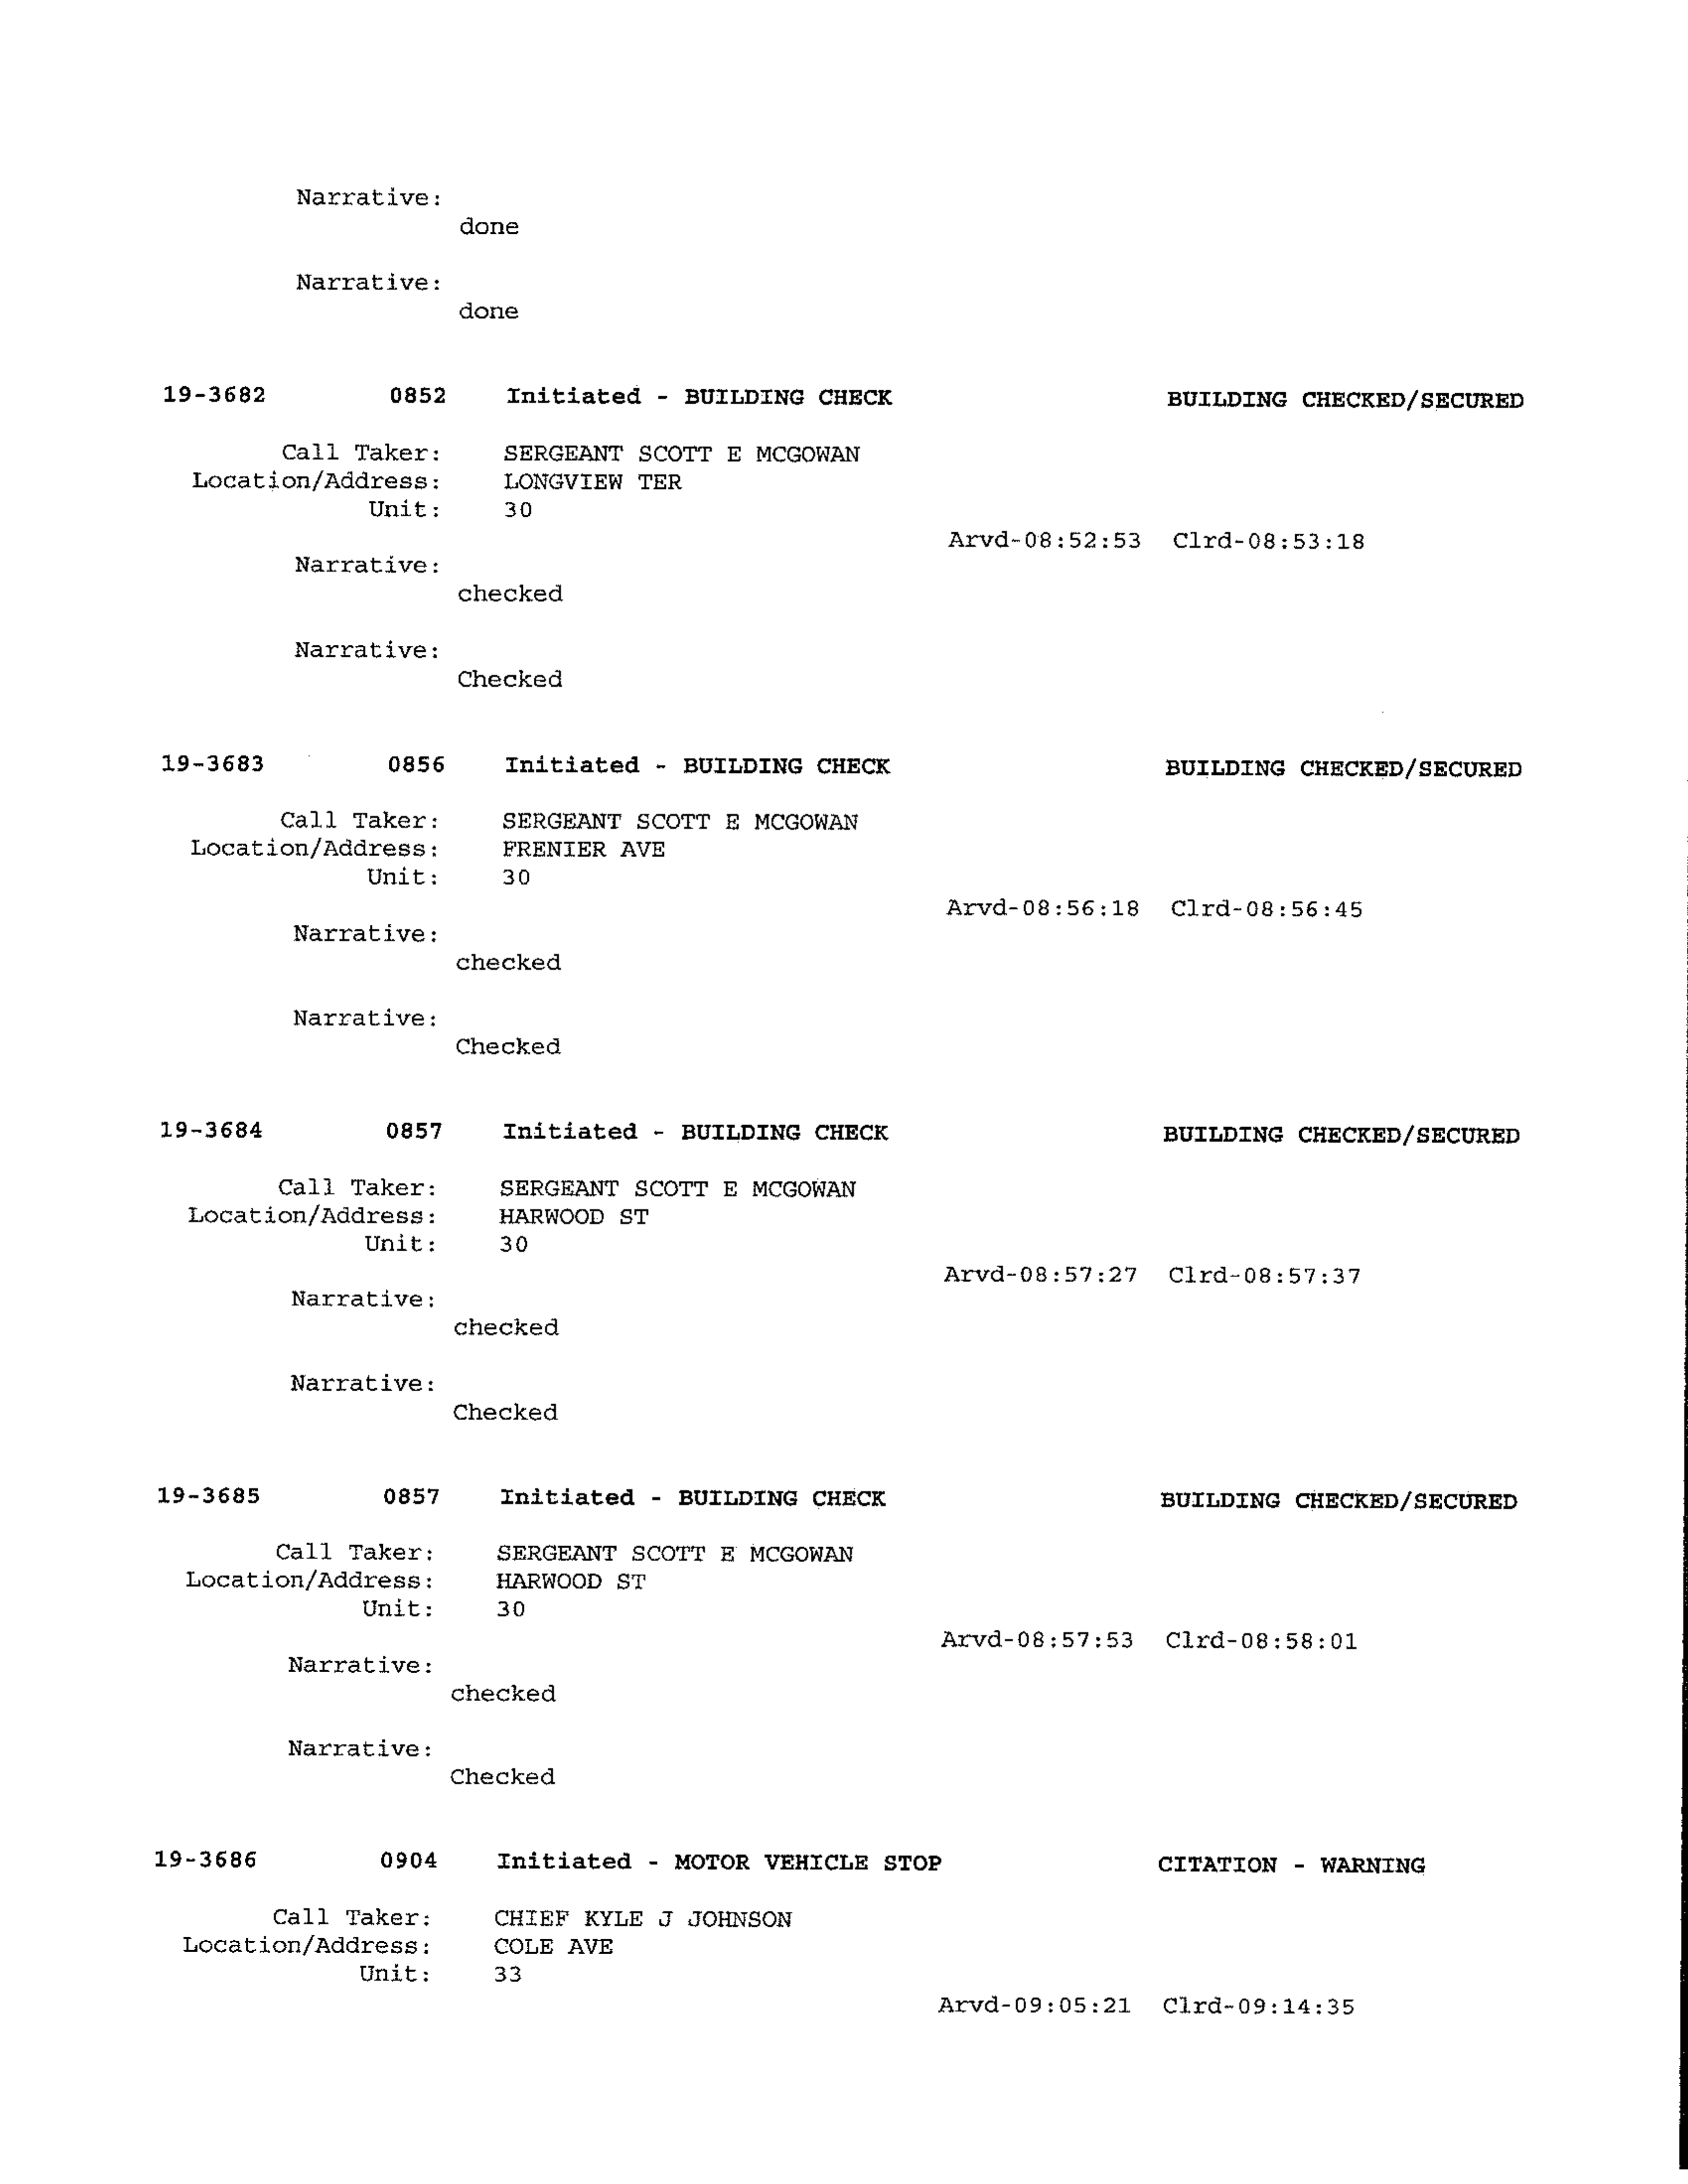 Narrative:
done
Narrative:
done
19-3682 0852 Initiated - BUILDING CHECK BUILDING CHECKED/SECURED
Call Taker: SERGEANT SCOTT E MCGOWAN
Location/Address: LONGVIEW TER
Unit: 30
Arvd-08:52:53 Clrd-08:53:18
Narrative:
checked
Narrative:
Checked
19-3683 0856 Initiated - BUILDING CHECK BUILDING CHECKED/SECURED
Call Taker: SERGEANT SCOTT E MCGOWAN
Location/Address: FRENIER AVE
Unit: 30
Arvd-08:56:18 Clrd-08:56:45
Narrative:
checked
Narrative:
Checked
19-3684 0857 Initiated - BUILDING CHECK BUILDING CHECKED/SECURED
Call Taker: SERGEANT SCOTT E MCGOWAN
Location/Address: HARWOOD ST
Unit: 30
Arvd-08:57:27 Clrd-08:57:37
Narrative:
checked
Narrative:
Checked
19-3685 0857 Initiated - BUILDING CHECK BUILDING CHECKED/SECURED
Call Taker: SERGEANT SCOTT E MCGOWAN
Location/Address: HARWOOD ST
Unit: 30
Arvd-08:57:53 Clrd-08:58:01
Narrative:
checked
Narrative:
Checked
19-3686 0904 Initiated - MOTOR VEHICLE STOP CITATION - WARNING
Call Taker: CHIEF KYLE J JOHNSON
Location/Address: COLE AVE
Unit: 33
Arvd-09:05:21 Clrd-09:14:35